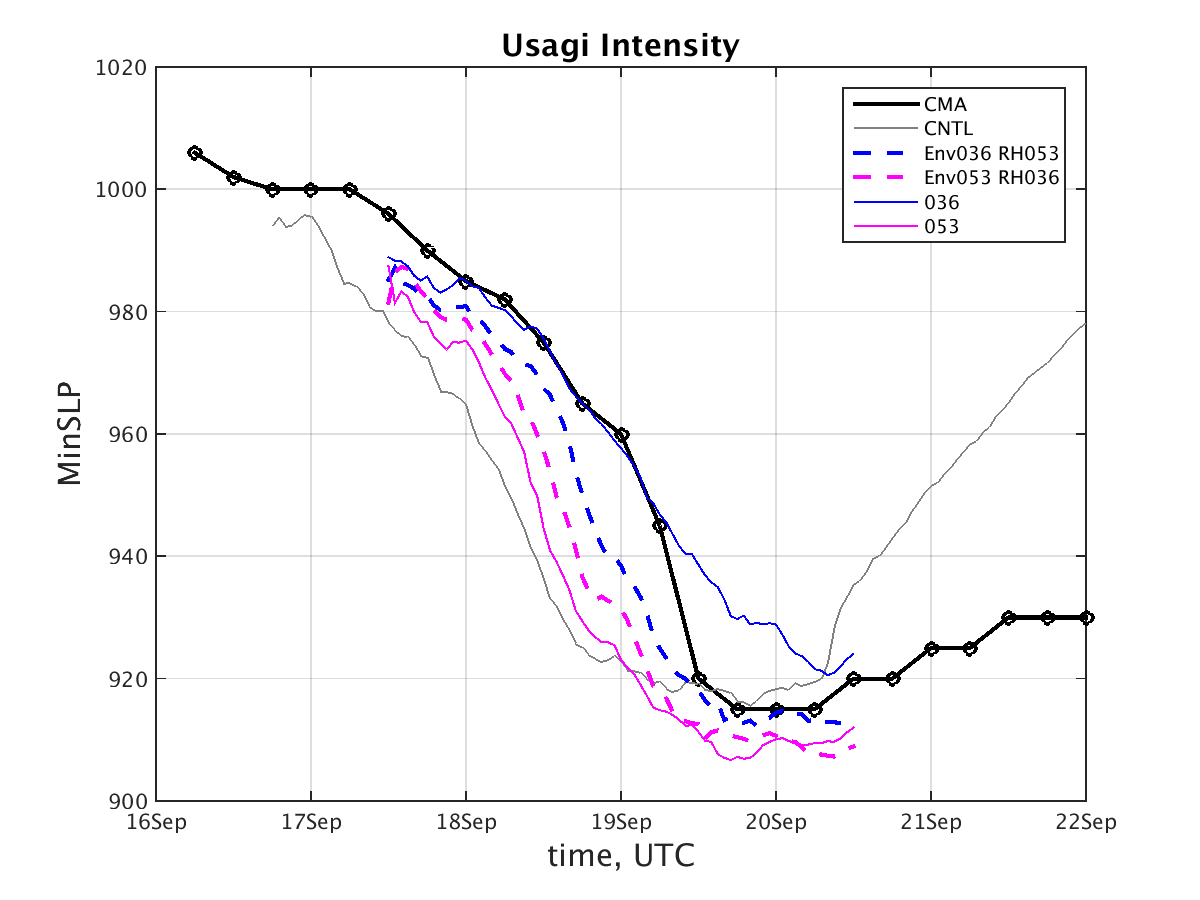 Usagi Intensity
1020
1000
980
960
940
920
900
MinSLP
CMA
CNTL
Env036 RH053
Env053 RH036
036
053
16Sep 17Sep 18Sep 19Sep 20Sep 21Sep 22Sep
time, UTC